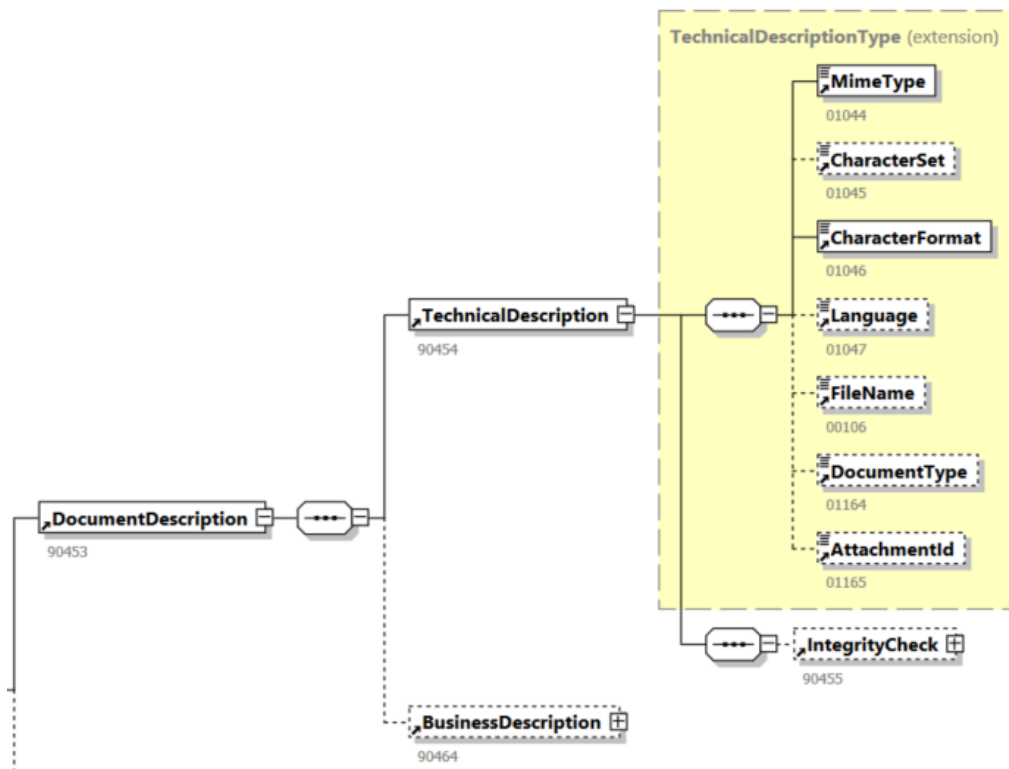 TechnicalDescriptionType (extension)
MimeType
01044
CharacterSet
01045
CharacterFormat
01046
TechnicalDescription
90454
Language
01047
FileName
00106
DocumentType
01164
DocumentDescription
90453
AttachmentId
01165
IntegrityCheck
90455
BusinessDescription
90464